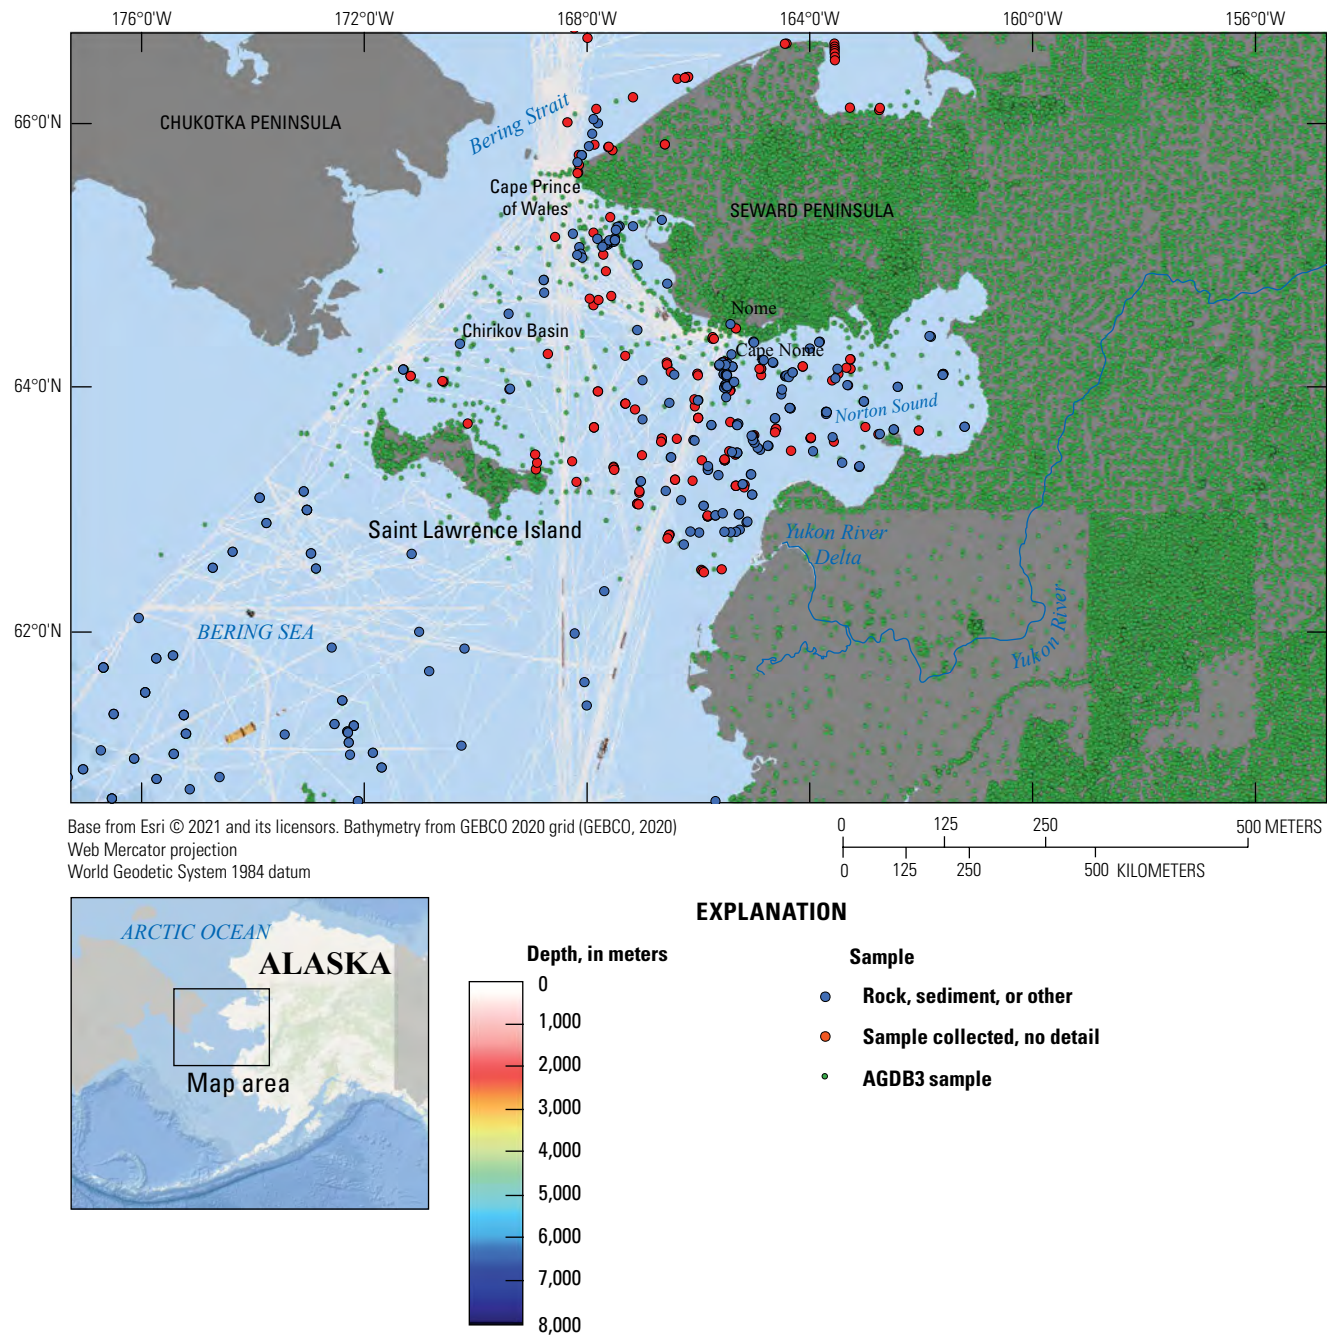 176°0'W
172°0'W
168°0'W
164°0'W
160°0'W
156°0'W
66°0'N
64°0'N
62°0'N
CHUKOTKA PENINSULA
Bering Strait
Cape Prince
of Wales
SEWARD PENINSULA
Nome
Chirikov Basin
Cape Nome
Norton Sound
Saint Lawrence Island
Yukon River
Delta
BERING SEA
Yukon River
Base from Esri © 2021 and its licensors. Bathymetry from GEBCO 2020 grid (GEBCO, 2020)
Web Mercator projection
World Geodetic System 1984 datum
0 125 250 500 METERS
0 125 250 500 KILOMETERS
ARCTIC OCEAN
ALASKA
Map area
EXPLANATION
Depth, in meters
0
1,000
2,000
3,000
4,000
5,000
6,000
7,000
8,000
Sample
Rock, sediment, or other
Sample collected, no detail
AGDB3 sample